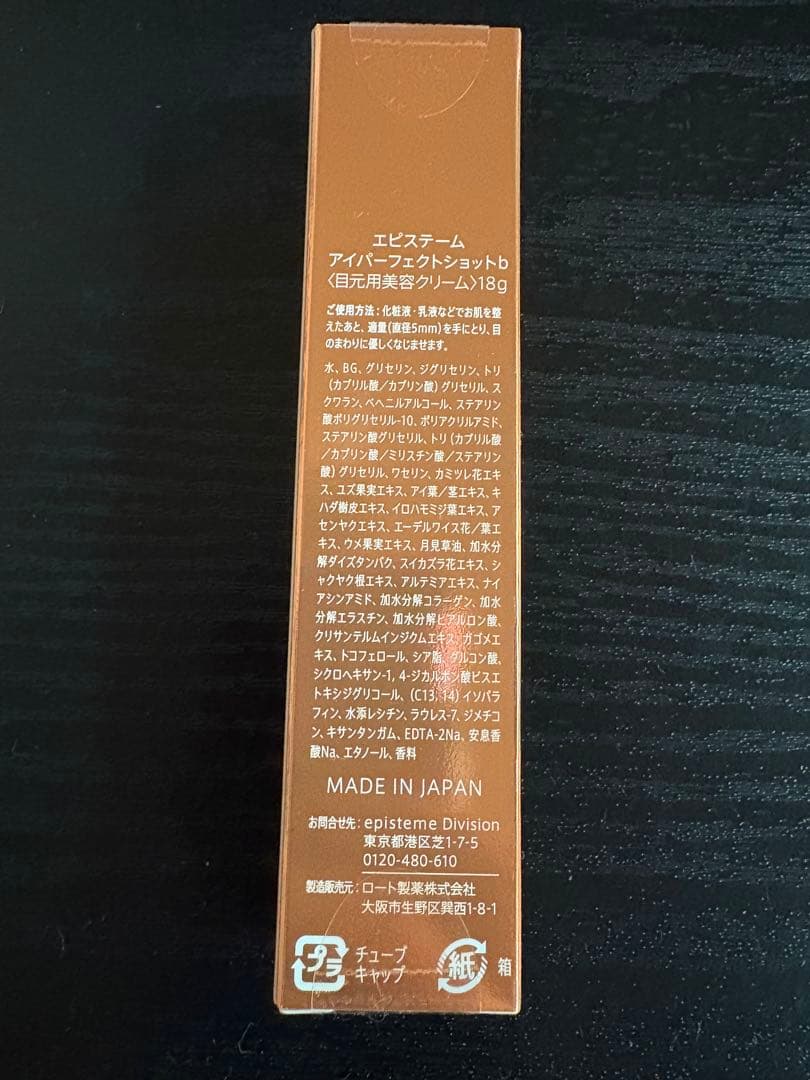 エピステーム
アイパーフェクトショットb
〈目元用美容クリーム〉18g
ご使用方法：化粧液・乳液などでお肌を整
えたあと、適量（直径5mm）を手にとり、目
のまわりに優しくなじませます。
水、BG、グリセリン、ジグリセリン、トリ
（カプリル酸／カプリン酸）グリセリル、ス
クワラン、ベヘニルアルコール、ステアリン
酸ポリグリセリル-10、ポリアクリルアミド、
ステアリン酸グリセリル、トリ（カプリル酸
／カプリン酸／ミリスチン酸／ステアリン
酸）グリセリル、ワセリン、カミツレ花エキ
ス、ユズ果実エキス、アイ葉／茎エキス、キ
ハダ樹皮エキス、イロハモミジ葉エキス、ア
センヤクエキス、エーデルワイス花／葉エ
キス、ウメ果実エキス、月見草油、加水分
解ダイズタンパク、スイカズラ花エキス、シ
ャクヤク根エキス、アルテミアエキス、ナイ
アシンアミド、加水分解コラーゲン、加水
分解エラスチン、加水分解ヒアルロン酸、
クリサンテルムインジクムエキス、ガゴメエ
キス、トコフェロール、シア脂、ダルコン酸、
シクロヘキサン-1, 4-ジカルボン酸ビスエ
トキシジグリコール、（C13, 14）イソパラ
フィン、水添レシチン、ラウレス-7、ジメチコ
ン、キサンタンガム、EDTA-2Na、安息香
酸Na、エタノール、香料
MADE IN JAPAN
お問合せ先：episteme Division
東京都港区芝1-7-5
0120-480-610
製造販売元：ロート製薬株式会社
大阪市生野区巽西1-8-1
プラ チューブ
キャップ
紙 箱